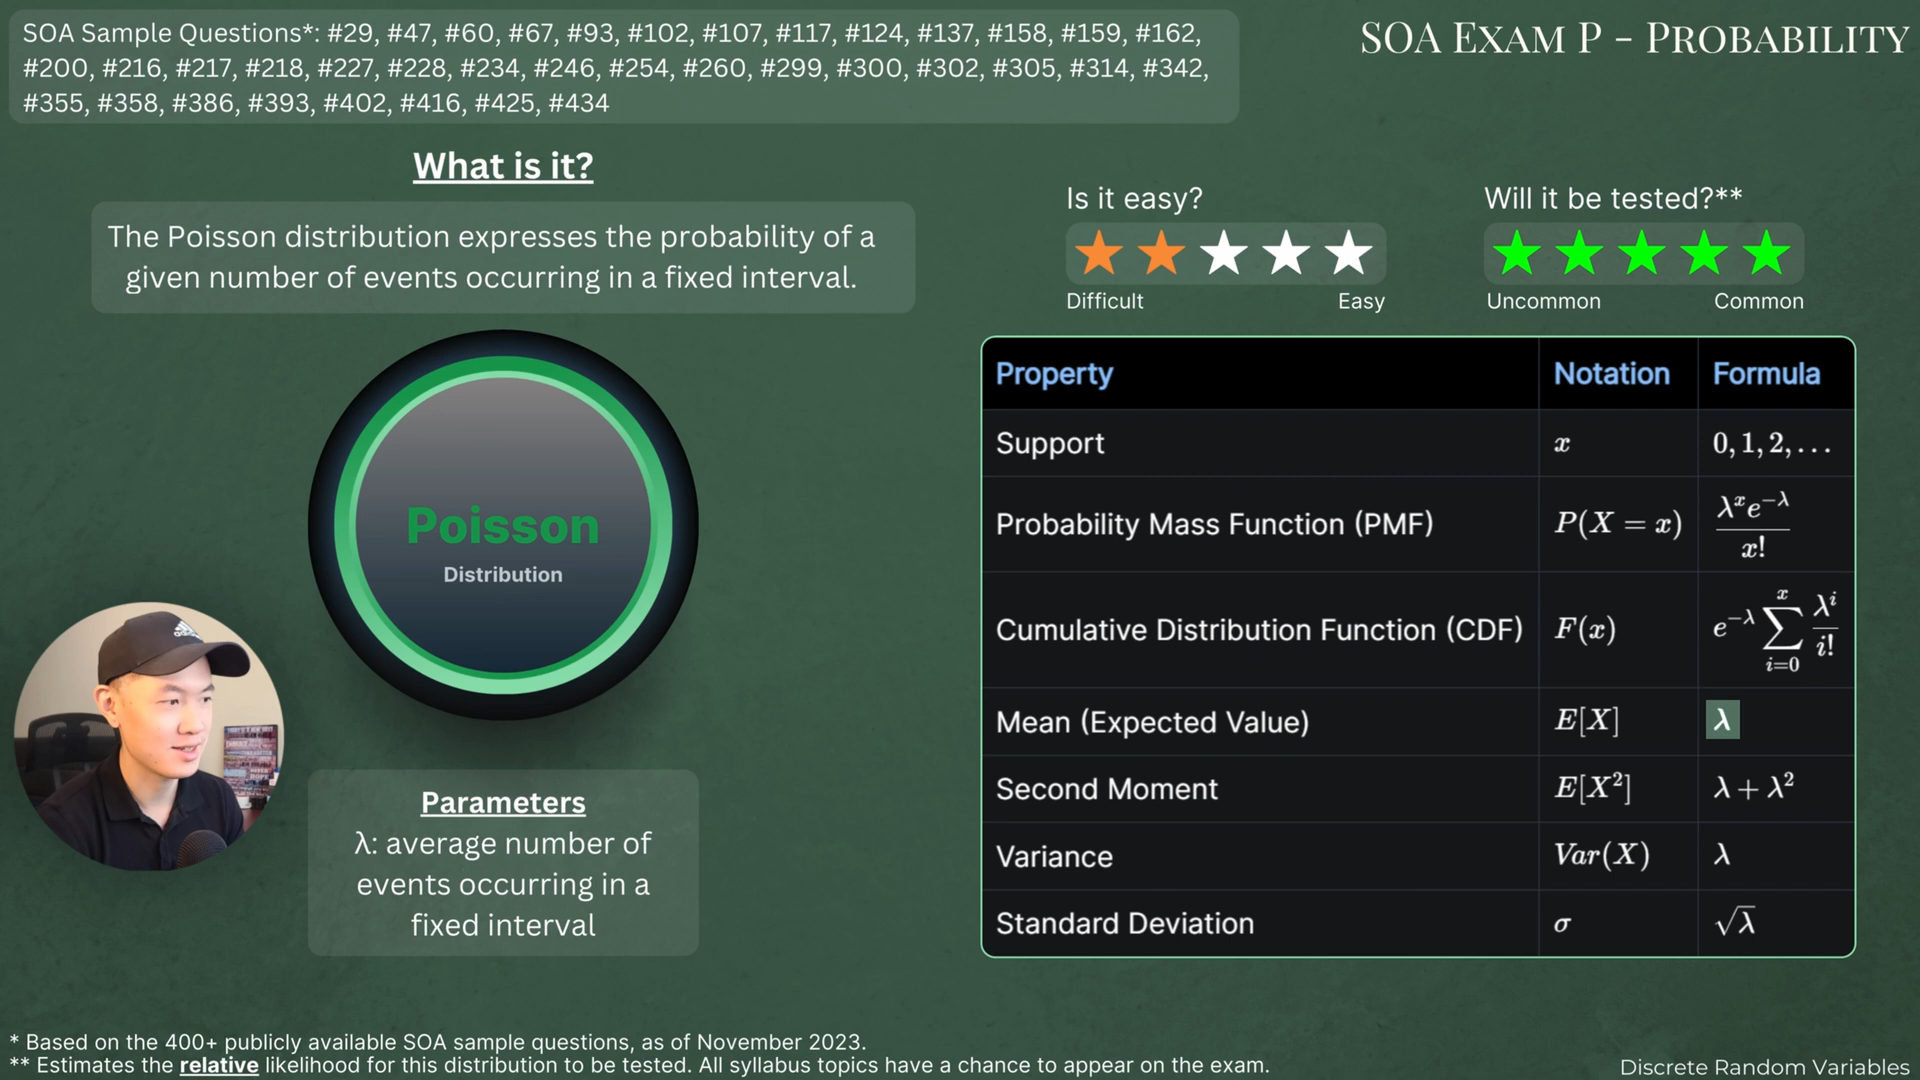 SOA Sample Questions*: #29, #47, #60, #67, #93, #102, #107, #117, #124, #137, #158, #159, #162,
#200, #216, #217, #218, #227, #228, #234, #246, #254, #260, #299, #300, #302, #305, #314, #342,
#355, #358, #386, #393, #402, #416, #425, #434
SOA Exam P – Probability
What is it?
The Poisson distribution expresses the probability of a
given number of events occurring in a fixed interval.
Is it easy?
Difficult Easy
Will it be tested?**
Uncommon Common
Poisson
Distribution
Parameters
λ: average number of
events occurring in a
fixed interval
Property Notation Formula
Support x 0, 1, 2, . . .
Probability Mass Function (PMF) P(X = x) λ^x e^{−λ} / x!
Cumulative Distribution Function (CDF) F(x) e^{−λ} ∑_{i=0}^{x} λ^i / i!
Mean (Expected Value) E[X] λ
Second Moment E[X²] λ + λ²
Variance Var(X) λ
Standard Deviation σ √λ
* Based on the 400+ publicly available SOA sample questions, as of November 2023.
** Estimates the relative likelihood for this distribution to be tested. All syllabus topics have a chance to appear on the exam.
Discrete Random Variables